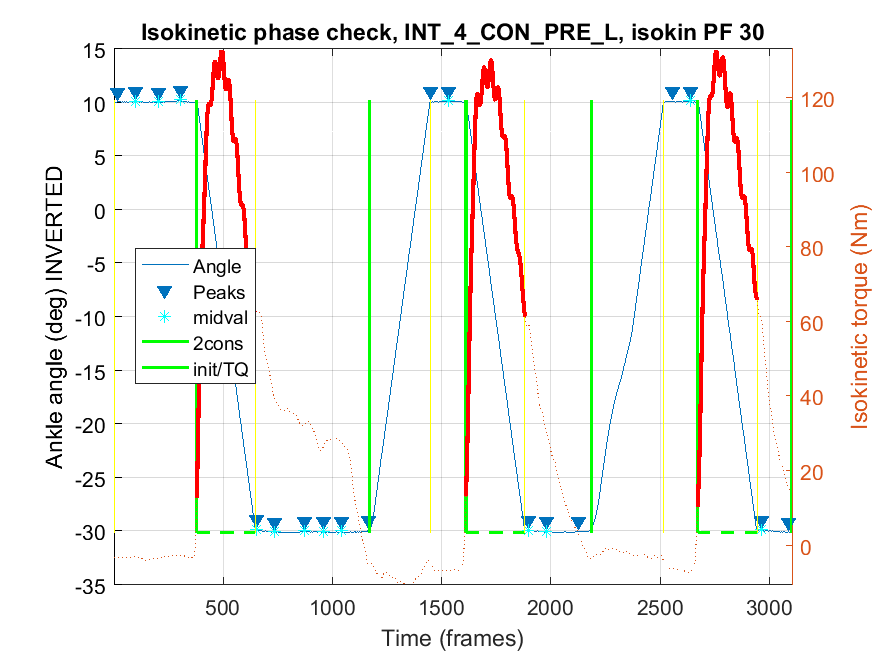 Isokinetic phase check, INT_4_CON_PRE_L, isokin PF 30
Ankle angle (deg) INVERTED
15
10
5
0
-5
-10
-15
-20
-25
-30
-35
Angle
Peaks
midval
2cons
init/TQ
120
100
80
60
40
20
0
Isokinetic torque (Nm)
500
1000
1500
2000
2500
3000
Time (frames)